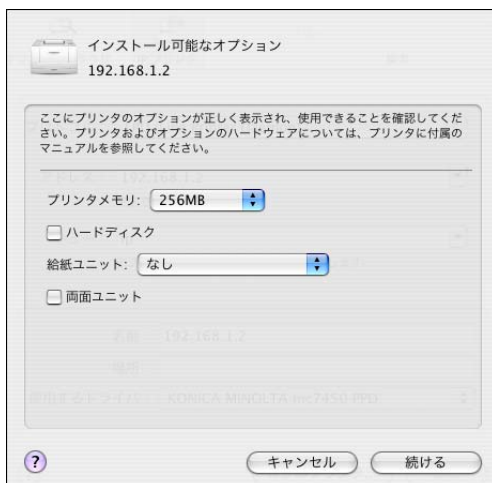 インストール可能なオプション
192.168.1.2
ここにプリンタのオプションが正しく表示され、使用できることを確認してくだ
さい。プリンタおよびオプションのハードウェアについては、プリンタに付属の
マニュアルを参照してください。
192.168.1.2
プリンタメモリ: 256MB
ハードディスク
給紙ユニット: なし
両面ユニット
名前: 192.168.1.2
場所:
使用するドライバ: KONICA MINOLTA mc7450 PPD
? キャンセル 続ける